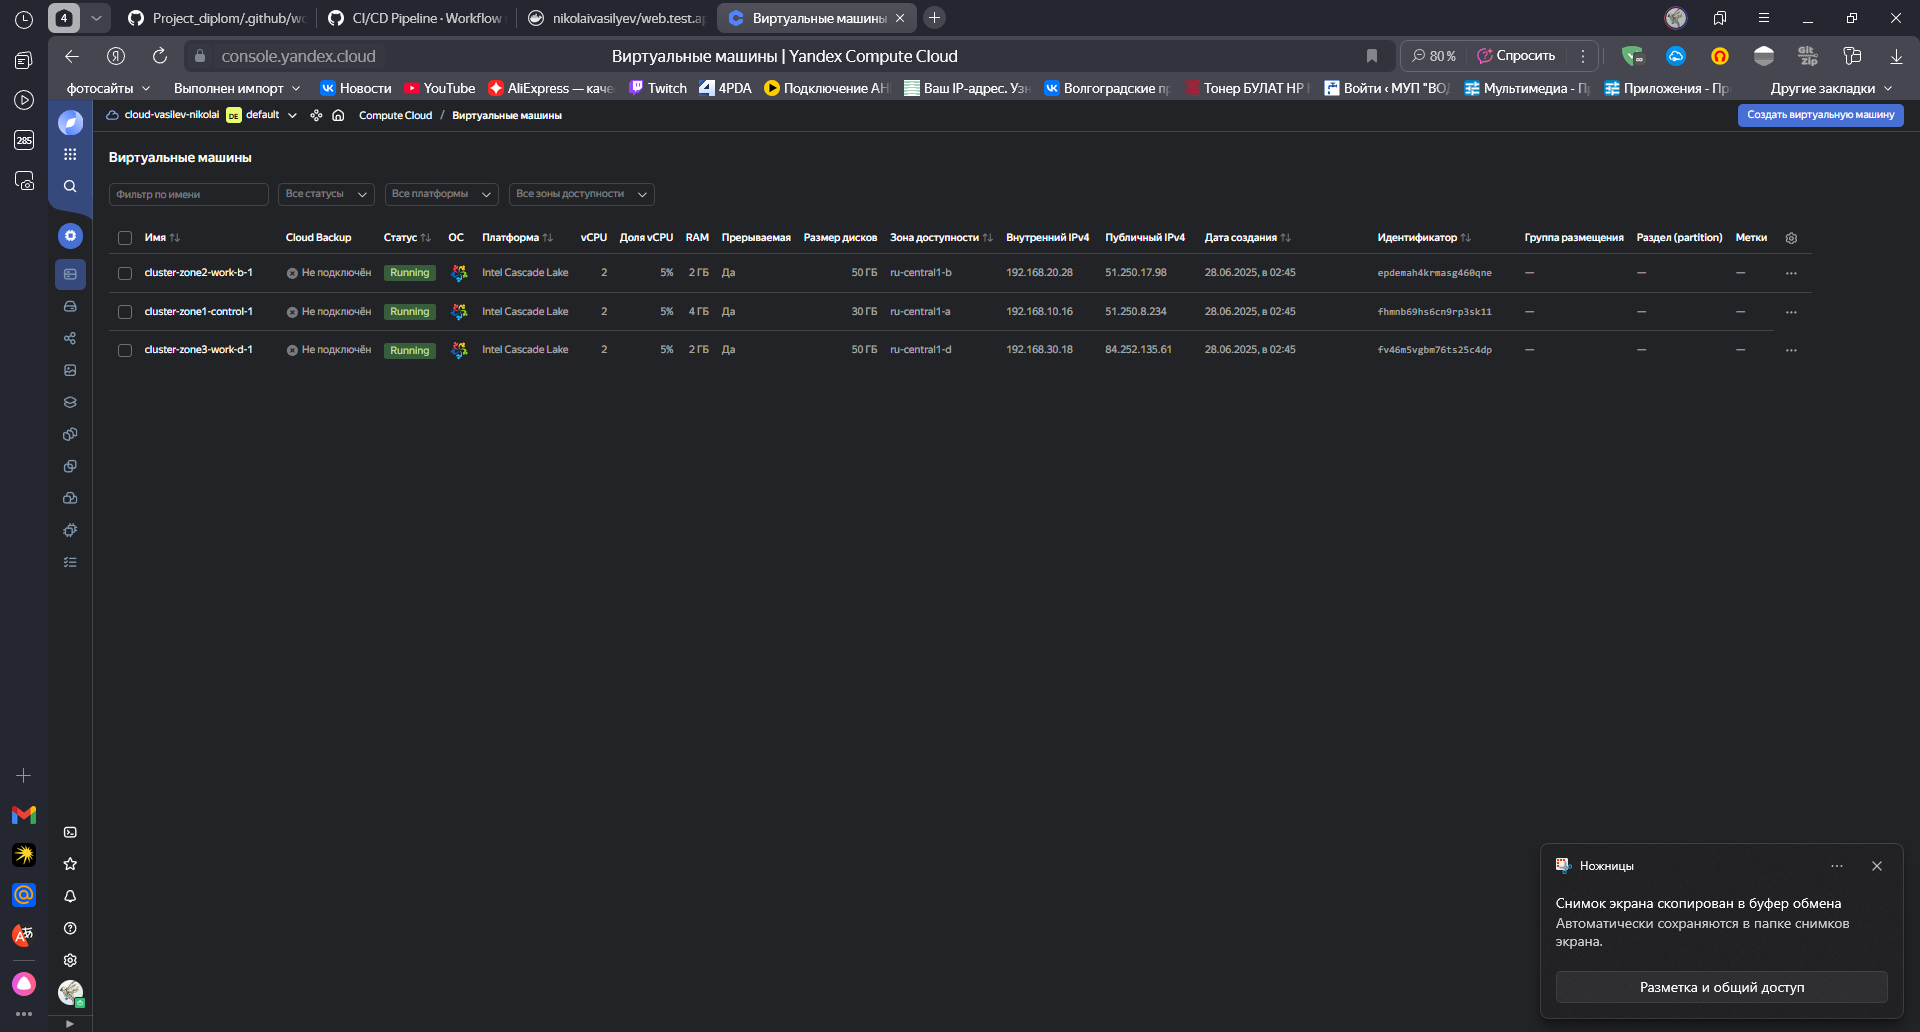 4
Project_diplom/.github/wo
CI/CD Pipeline · Workflow
nikolaivasilyev/web.test.ap
Виртуальные машины
console.yandex.cloud
Виртуальные машины | Yandex Compute Cloud
80 %
Спросить
Git Zip
фотосайты
Выполнен импорт
Новости
YouTube
AliExpress — каче
Twitch
4PDA
Подключение АН
Ваш IP-адрес. Узн
Волгоградские пр
Тонер БУЛАТ HP
Войти ‹ МУП "ВОД
Мультимедиа - П
Приложения - Пр
Другие закладки
285
cloud-vasilev-nikolai
DE
default
Compute Cloud / Виртуальные машины
Создать виртуальную машину
Виртуальные машины
Фильтр по имени
Все статусы
Все платформы
Все зоны доступности
Имя Cloud Backup Статус ОС Платформа vCPU Доля vCPU RAM Прерываемая Размер дисков Зона доступности Внутренний IPv4 Публичный IPv4 Дата создания Идентификатор Группа размещения Раздел (partition) Метки
cluster-zone2-work-b-1 Не подключён Running Intel Cascade Lake 2 5% 2 ГБ Да 50 ГБ ru-central1-b 192.168.20.28 51.250.17.98 28.06.2025, в 02:45 epdemah4krmasg460qne — — —
cluster-zone1-control-1 Не подключён Running Intel Cascade Lake 2 5% 4 ГБ Да 30 ГБ ru-central1-a 192.168.10.16 51.250.8.234 28.06.2025, в 02:45 fhmnb69hs6cn9rp3sk11 — — —
cluster-zone3-work-d-1 Не подключён Running Intel Cascade Lake 2 5% 2 ГБ Да 50 ГБ ru-central1-d 192.168.30.18 84.252.135.61 28.06.2025, в 02:45 fv46m5vgbm76ts25c4dp — — —
Ножницы
Снимок экрана скопирован в буфер обмена
Автоматически сохраняются в папке снимков
экрана.
Разметка и общий доступ